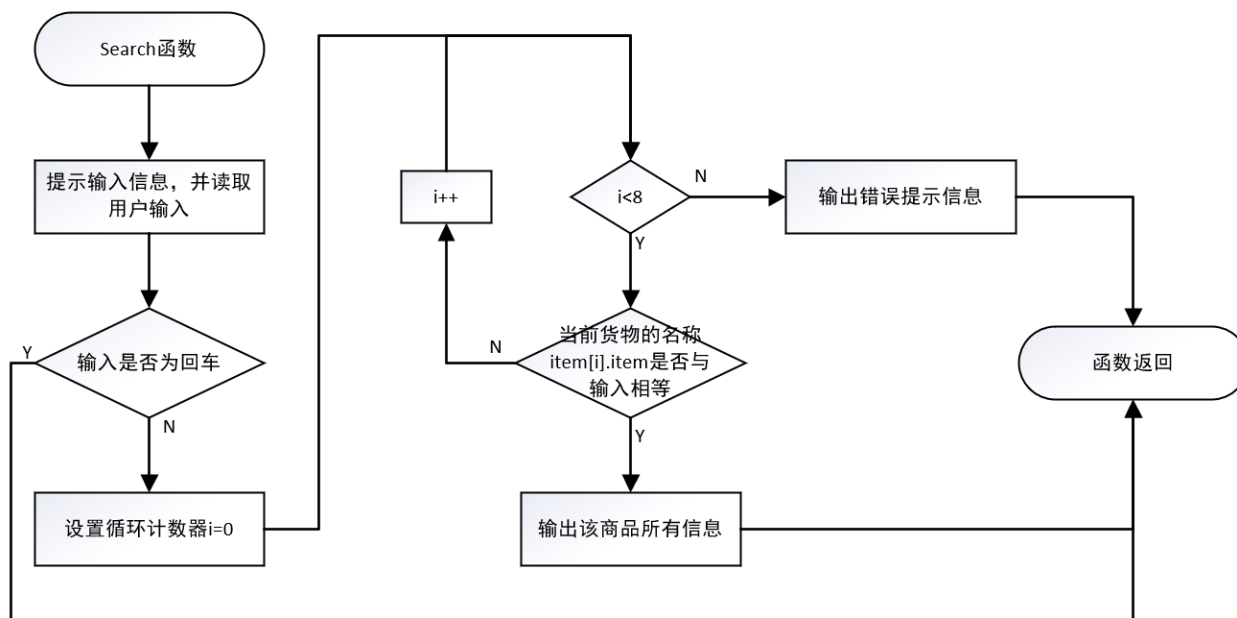 Search函数
提示输入信息，并读取
用户输入
输入是否为回车
Y
N
设置循环计数器i=0
i++
i<8
N
Y
当前货物的名称
item[i].item是否与
输入相等
N
Y
输出该商品所有信息
输出错误提示信息
函数返回